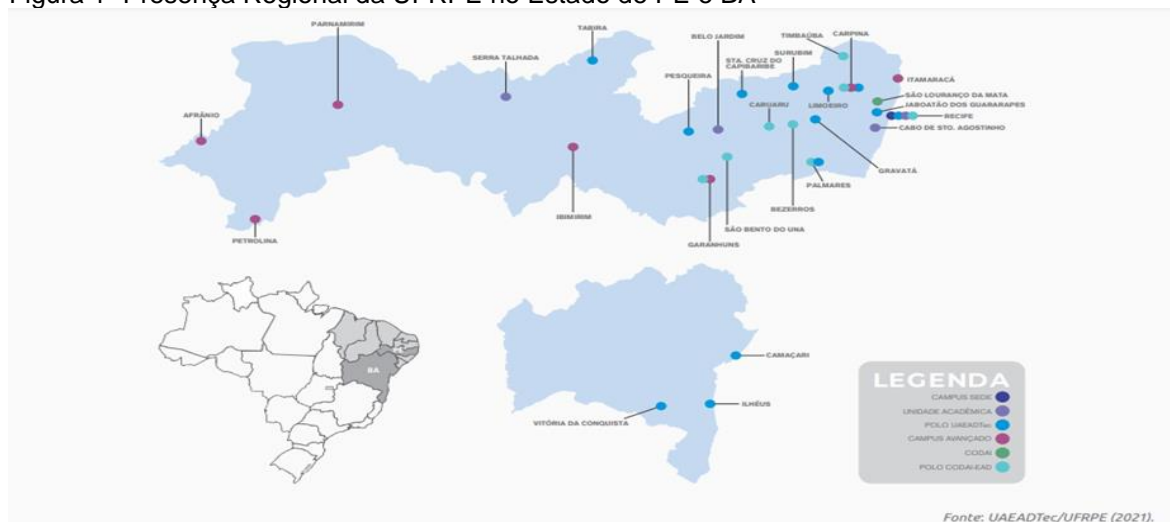 Figura 1- Presença Regional da UFRPE no Estado de PE e BA
PARNAMIRIM
SERRA TALHADA
TABIRA
BELO JARDIM
TIMBAÚBA
CARPINA
PESQUEIRA
STA. CRUZ DO
CAPIBARIBE
SURUBIM
ITAMARACÁ
AFRÂNIO
CARUARU
LIMOEIRO
SÃO LOURANÇO DA MATA
JABOATÃO DOS GUARARAPES
RECIFE
CABO DE STO. AGOSTINHO
GRAVATÁ
PALMARES
IBIMIRIM
BEZERROS
SÃO BENTO DO UNA
PETROLINA
GARANHUNS
BA
CAMAÇARI
ILHÉUS
VITÓRIA DA CONQUISTA
LEGENDA
CAMPUS SEDE
UNIDADE ACADÊMICA
POLO UAEADTec
CAMPUS AVANÇADO
CODAI
POLO CODAI-EAD
Fonte: UAEADTec/UFRPE (2021).